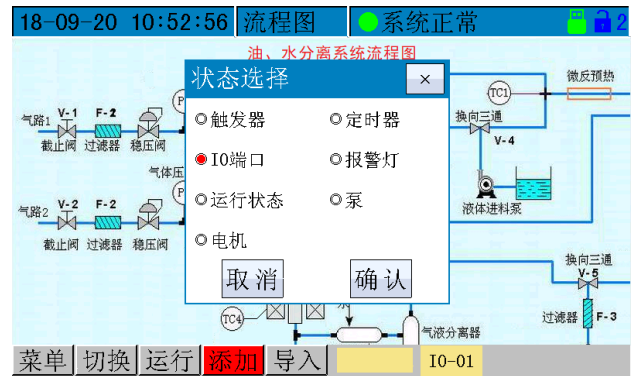 18-09-20 10:52:56 流程图 系统正常 2
油、水分离系统流程图
状态选择 ×
触发器 定时器
IO端口 报警灯
运行状态 泵
电机
取消 确认
气路1 V-1 F-2
截止阀 过滤器 稳压阀
气体压
气路2 V-2 F-2
截止阀 过滤器 稳压阀
微反预热
TC1
换向三通
V-4
液体进料泵
换向三通
V-5
过滤器 F-3
TC4
气液分离器
菜单 切换 运行 添加 导入 IO-01